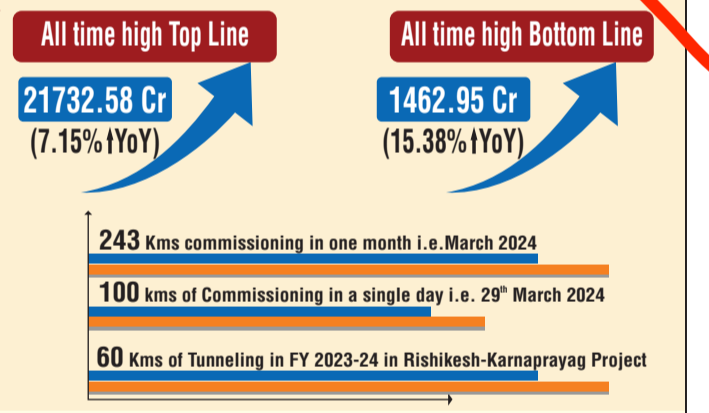 All time high Top Line
All time high Bottom Line
21732.58 Cr
1462.95 Cr
(7.15%⬆YoY)
(15.38%⬆YoY)
243 Kms commissioning in one month i.e.March 2024
100 kms of Commissioning in a single day i.e. 29th March 2024
60 Kms of Tunneling in FY 2023-24 in Rishikesh-Karnaprayag Project